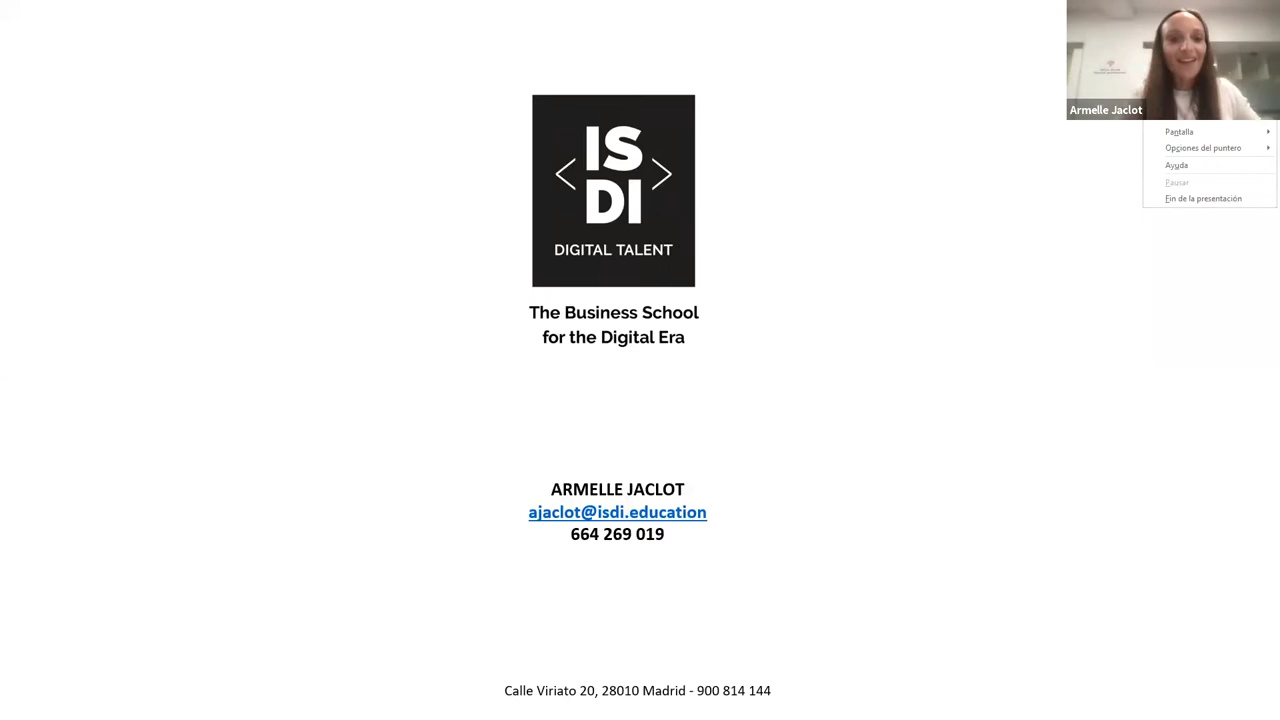 IS
DI
DIGITAL TALENT
The Business School
for the Digital Era
ARMELLE JACLOT
ajaclot@isdi.education
664 269 019
Calle Viriato 20, 28010 Madrid - 900 814 144
Armelle Jaclot
Pantalla
Opciones del puntero
Ayuda
Pausar
Fin de la presentación